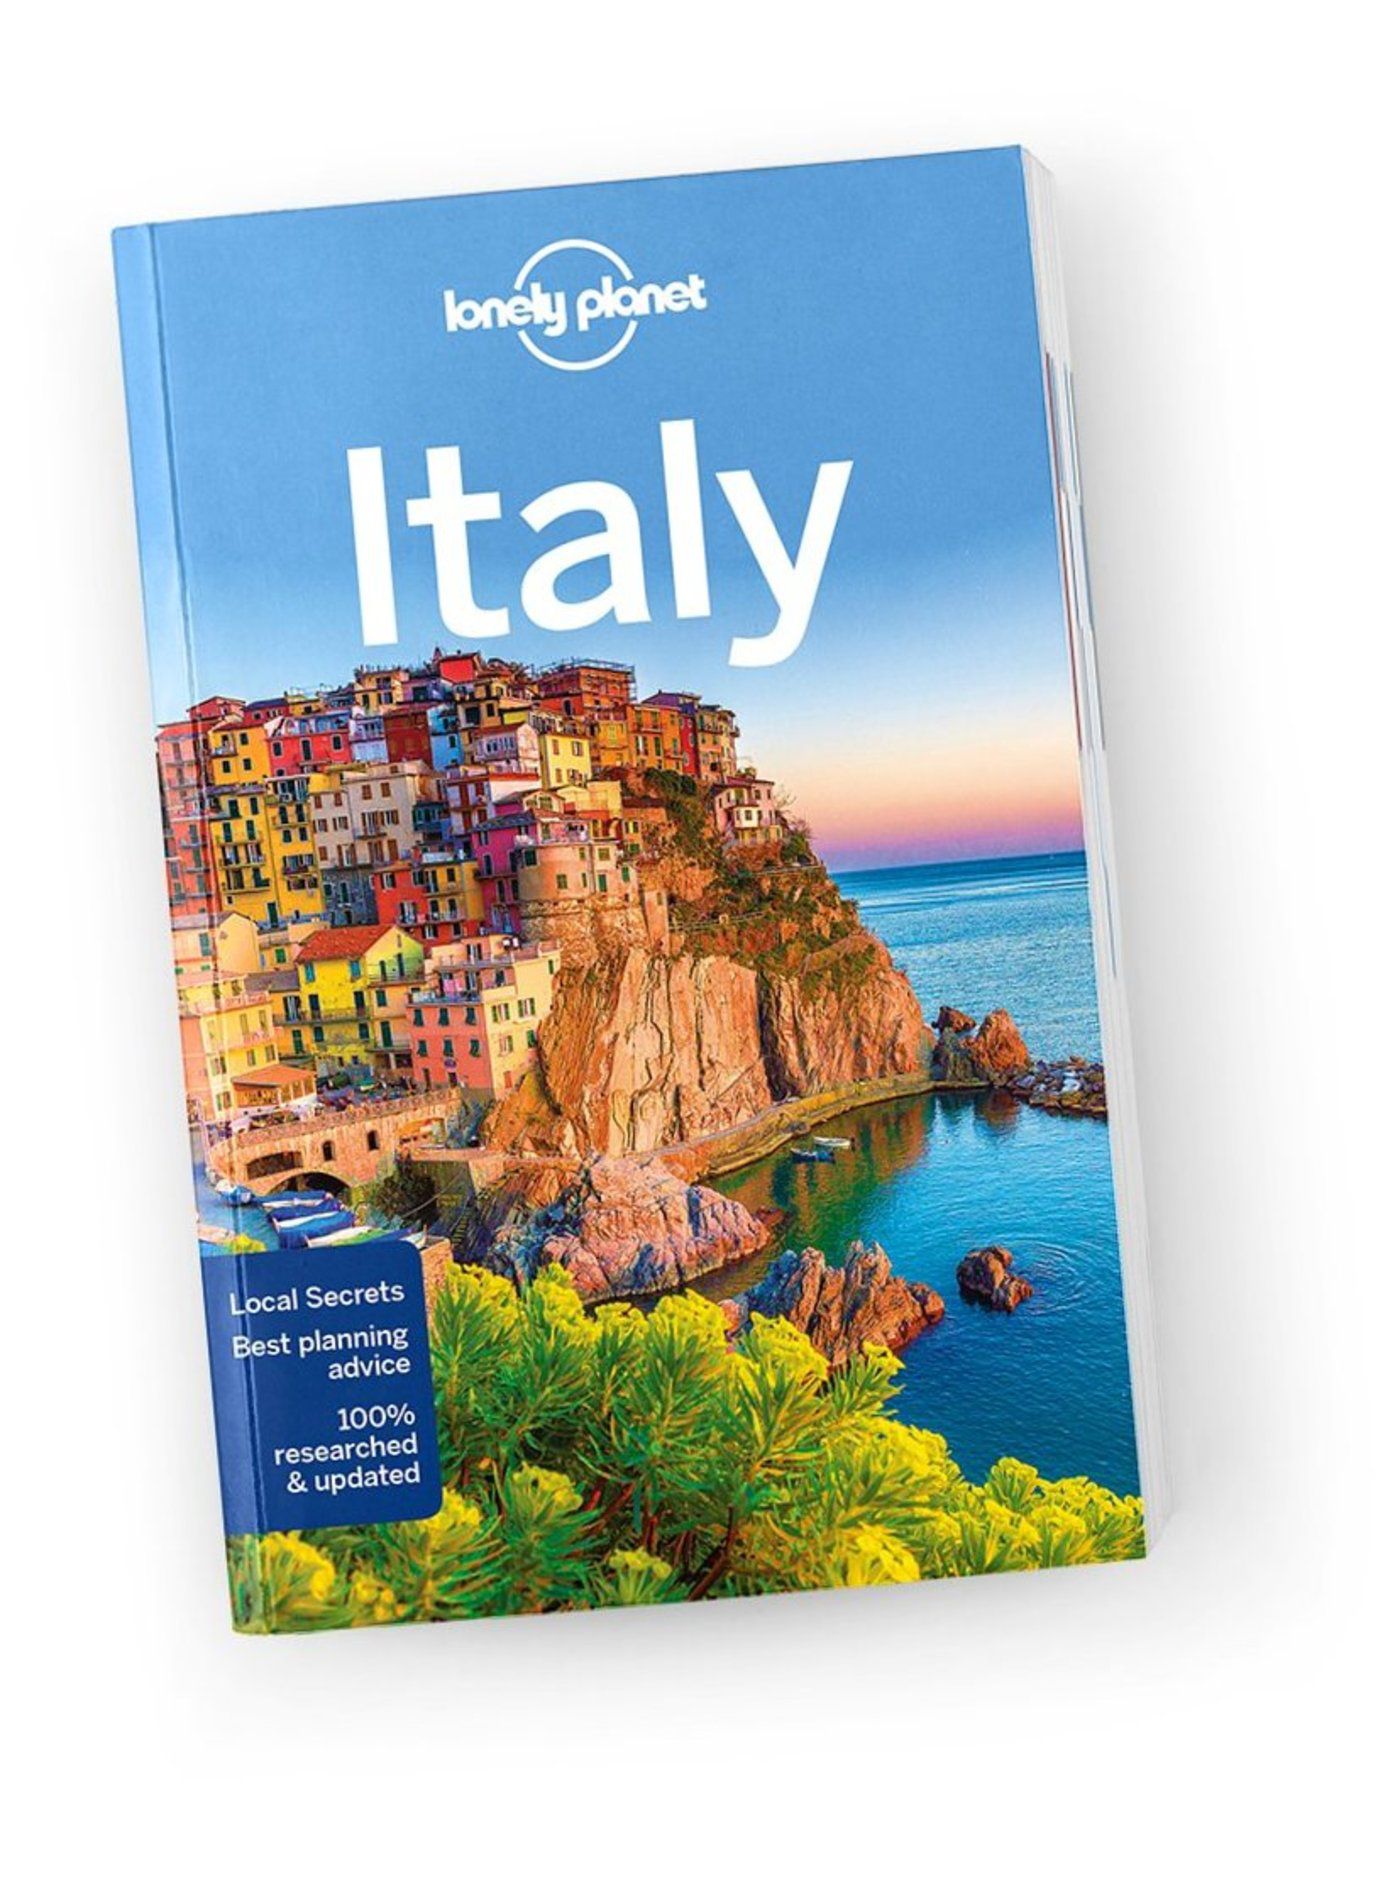 lonely planet
Italy
Local Secrets
Best planning
advice
100%
researched
& updated